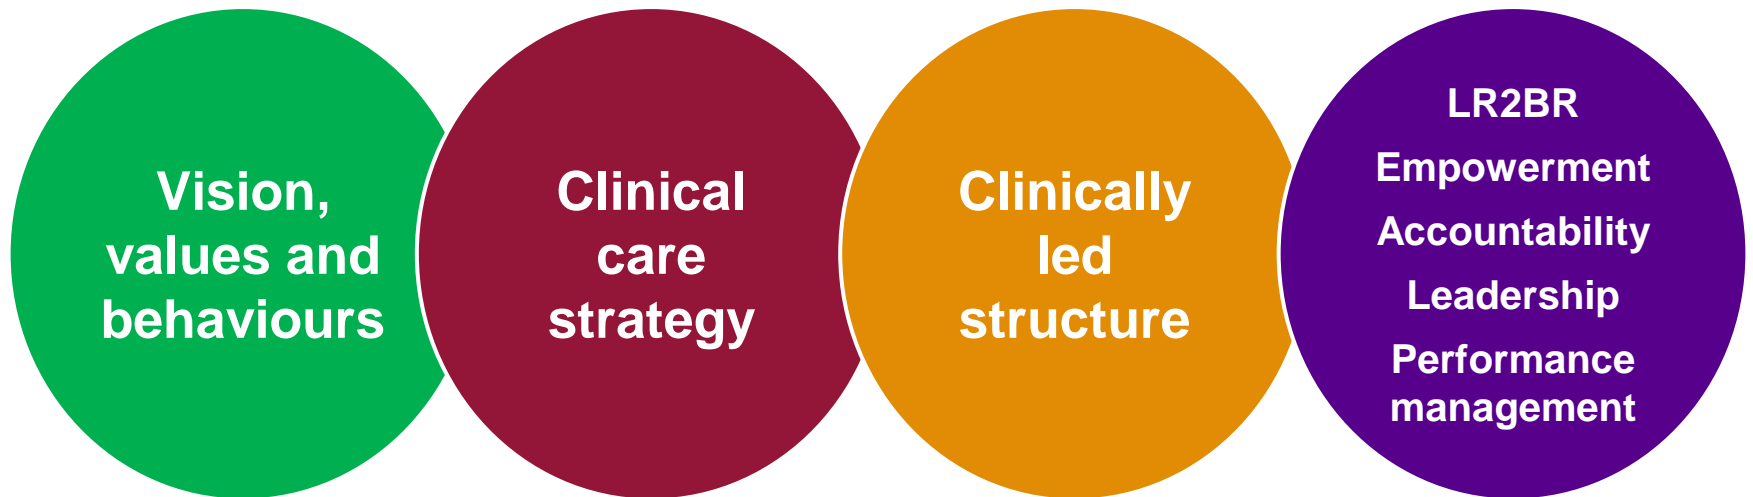 Vision,
values and
behaviours
Clinical
care
strategy
Clinically
led
structure
LR2BR
Empowerment
Accountability
Leadership
Performance
management